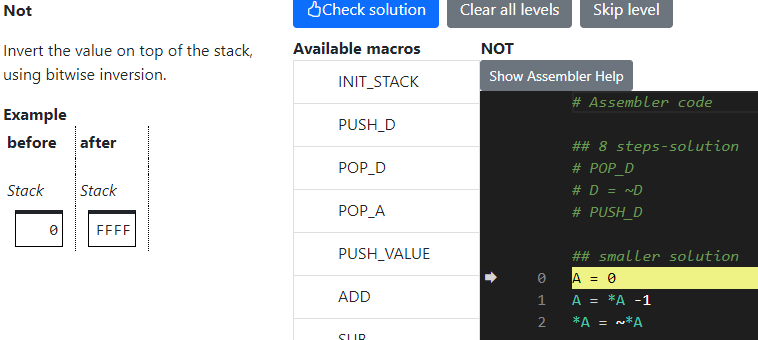 Not
Check solution
Clear all levels
Skip level
Invert the value on top of the stack,
using bitwise inversion.
Example
before after
Stack Stack
0 FFFF
Available macros
INIT_STACK
PUSH_D
POP_D
POP_A
PUSH_VALUE
ADD
SUB
NOT
Show Assembler Help
# Assembler code
## 8 steps-solution
# POP_D
# D = ~D
# PUSH_D
## smaller solution
0 A = 0
1 A = *A -1
2 *A = ~*A